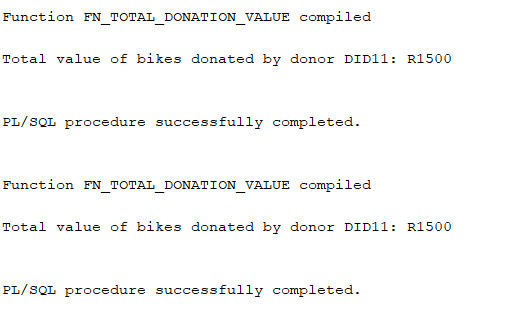 Function FN_TOTAL_DONATION_VALUE compiled
Total value of bikes donated by donor DID11: R1500
PL/SQL procedure successfully completed.
Function FN_TOTAL_DONATION_VALUE compiled
Total value of bikes donated by donor DID11: R1500
PL/SQL procedure successfully completed.